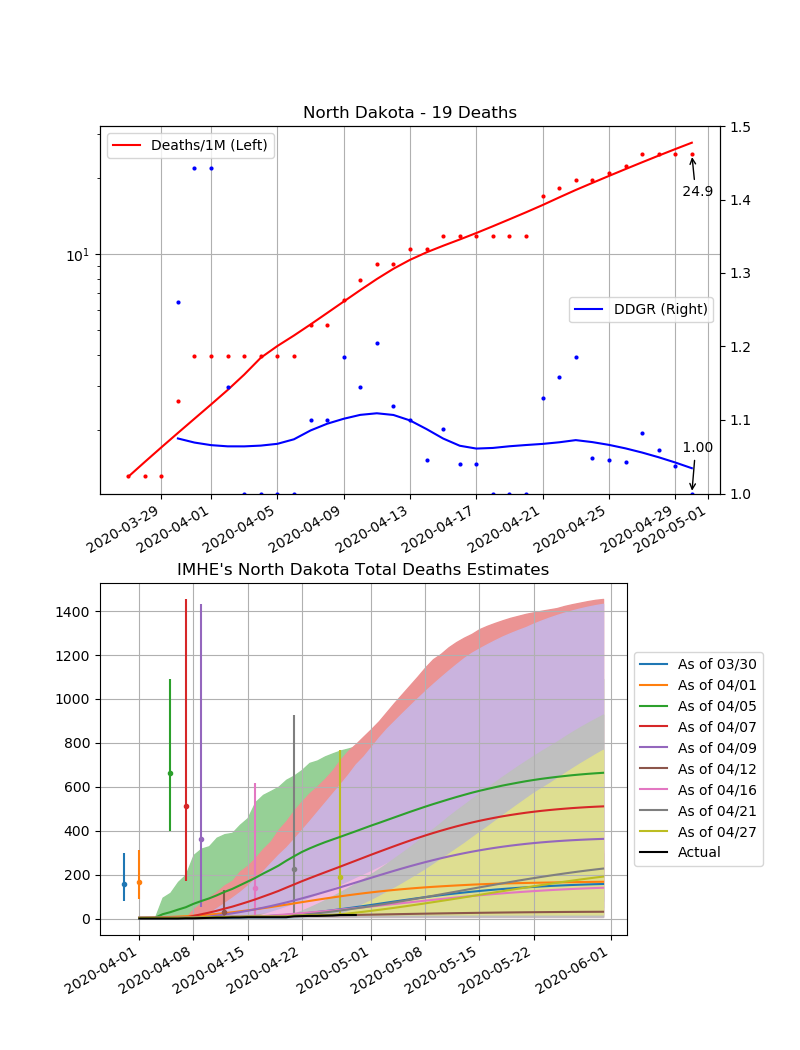 North Dakota - 19 Deaths
Deaths/1M (Left)
DDGR (Right)
24.9
1.00
10¹
1.5
1.4
1.3
1.2
1.1
1.0
2020-03-29
2020-04-01
2020-04-05
2020-04-09
2020-04-13
2020-04-17
2020-04-21
2020-04-25
2020-04-29
2020-05-01
IMHE's North Dakota Total Deaths Estimates
1400
1200
1000
800
600
400
200
0
2020-04-01
2020-04-08
2020-04-15
2020-04-22
2020-05-01
2020-05-08
2020-05-15
2020-05-22
2020-06-01
As of 03/30
As of 04/01
As of 04/05
As of 04/07
As of 04/09
As of 04/12
As of 04/16
As of 04/21
As of 04/27
Actual